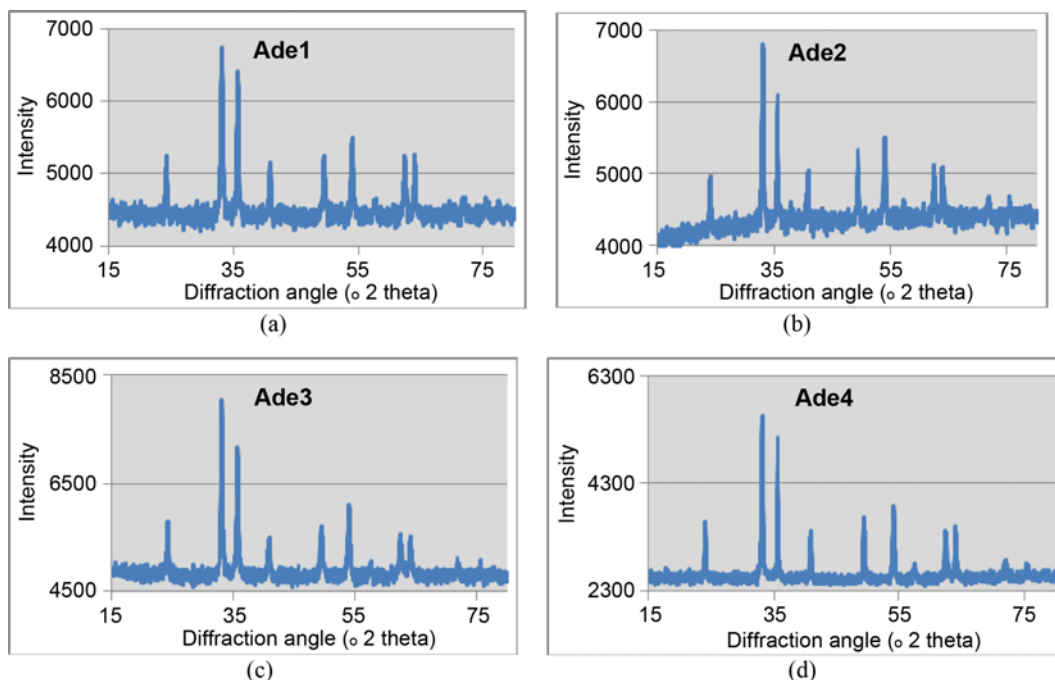 7000
Ade1
6000
Intensity
5000
4000
15 35 55 75
Diffraction angle (o 2 theta)
(a)
7000
Ade2
6000
Intensity
5000
4000
15 35 55 75
Diffraction angle (o 2 theta)
(b)
8500
Ade3
6500
Intensity
4500
15 35 55 75
Diffraction angle (o 2 theta)
(c)
6300
Ade4
4300
Intensity
2300
15 35 55 75
Diffraction angle (o 2 theta)
(d)